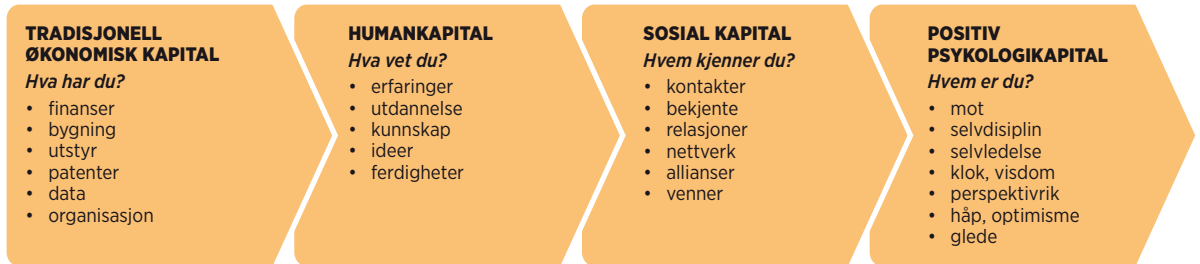 TRADISJONELL
ØKONOMISK KAPITAL
Hva har du?
• finanser
• bygning
• utstyr
• patenter
• data
• organisasjon
HUMANKAPITAL
Hva vet du?
• erfaringer
• utdannelse
• kunnskap
• ideer
• ferdigheter
SOSIAL KAPITAL
Hvem kjenner du?
• kontakter
• bekjente
• relasjoner
• nettverk
• allianser
• venner
POSITIV
PSYKOLOGIKAPITAL
Hvem er du?
• mot
• selvdisiplin
• selvledelse
• klok, visdom
• perspektivrik
• håp, optimisme
• glede